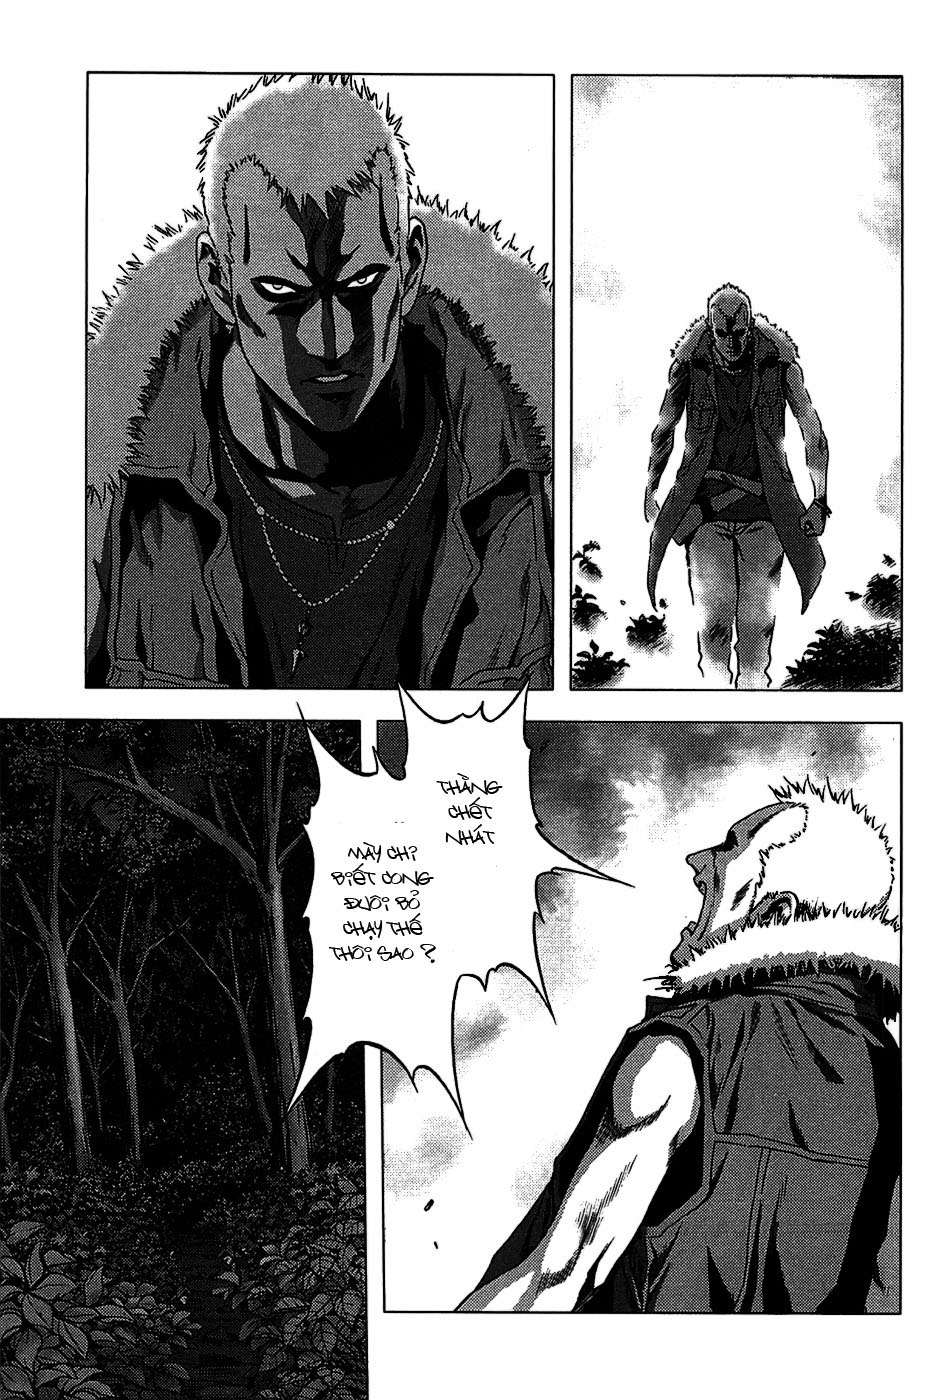 THẰNG
CHẾT
NHÁT
MÀY CHỈ
BIẾT CONG
ĐUÔI BỎ
CHẠY THẾ
THÔI SAO?